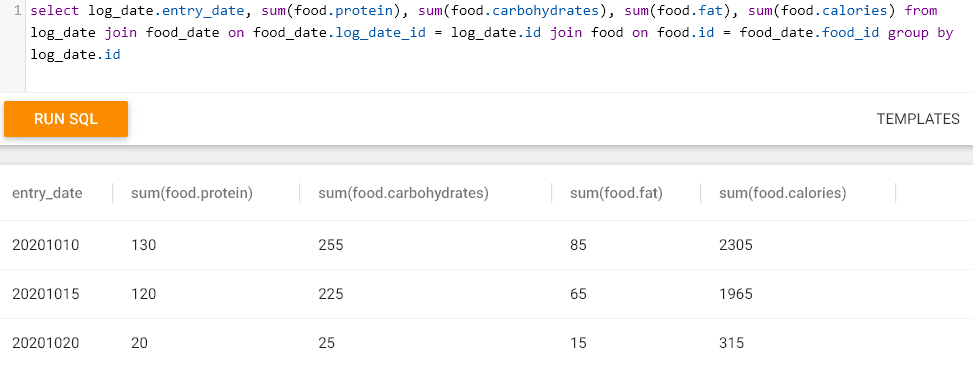 1 select log_date.entry_date, sum(food.protein), sum(food.carbohydrates), sum(food.fat), sum(food.calories) from
log_date join food_date on food_date.log_date_id = log_date.id join food on food.id = food_date.food_id group by
log_date.id
RUN SQL TEMPLATES
entry_date sum(food.protein) sum(food.carbohydrates) sum(food.fat) sum(food.calories)
20201010 130 255 85 2305
20201015 120 225 65 1965
20201020 20 25 15 315